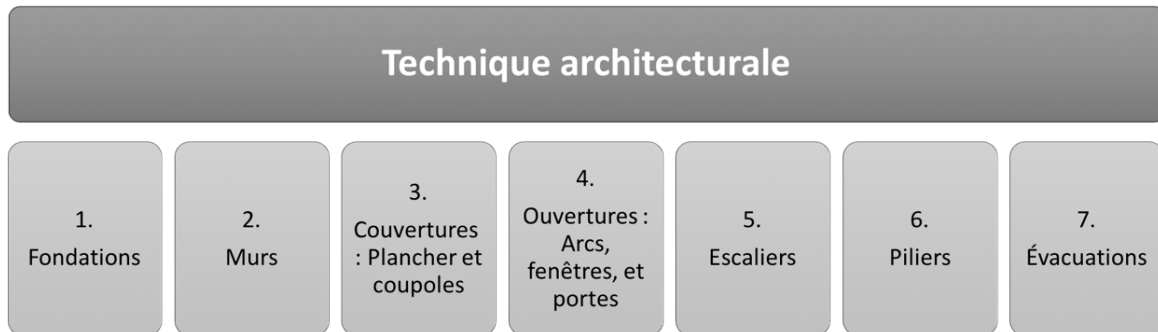 Technique architecturale
1.
Fondations
2.
Murs
3.
Couvertures
: Plancher et
coupoles
4.
Ouvertures :
Arcs,
fenêtres, et
portes
5.
Escaliers
6.
Piliers
7.
Évacuations